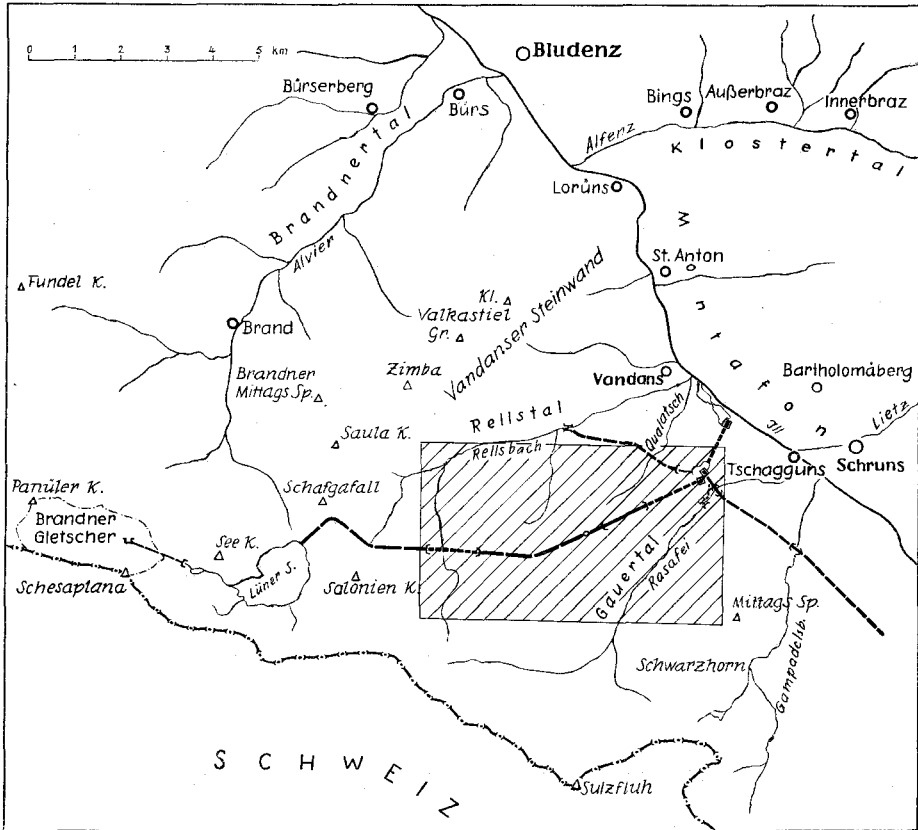 0 1 2 3 4 5 km
Bludenz
Bürserberg
Bürs
Bings
Außerbraz
Innerbraz
Alfenz
Klostertal
Brandnertal
Lorüns
Alvier
St. Anton
Montafon
Fundel K.
Kl.
Valkastiel
Gr.
Vandanser Steinwand
Brand
Zimba
Vandans
Bartholomäberg
Brandner
Mittags Sp.
Rellstal
Rellsbach
Qualatsch
Ill
Lietz
Saula K.
Tschagguns
Schruns
Panüler K.
Schafgafall
Brandner
Gletscher
See K.
Lüner S.
Schesaplana
Salonien K.
Gauertal
Rasafei
Mittags Sp.
Schwarzhorn
Gampadelsb.
SCHWEIZ
Sulzfluh